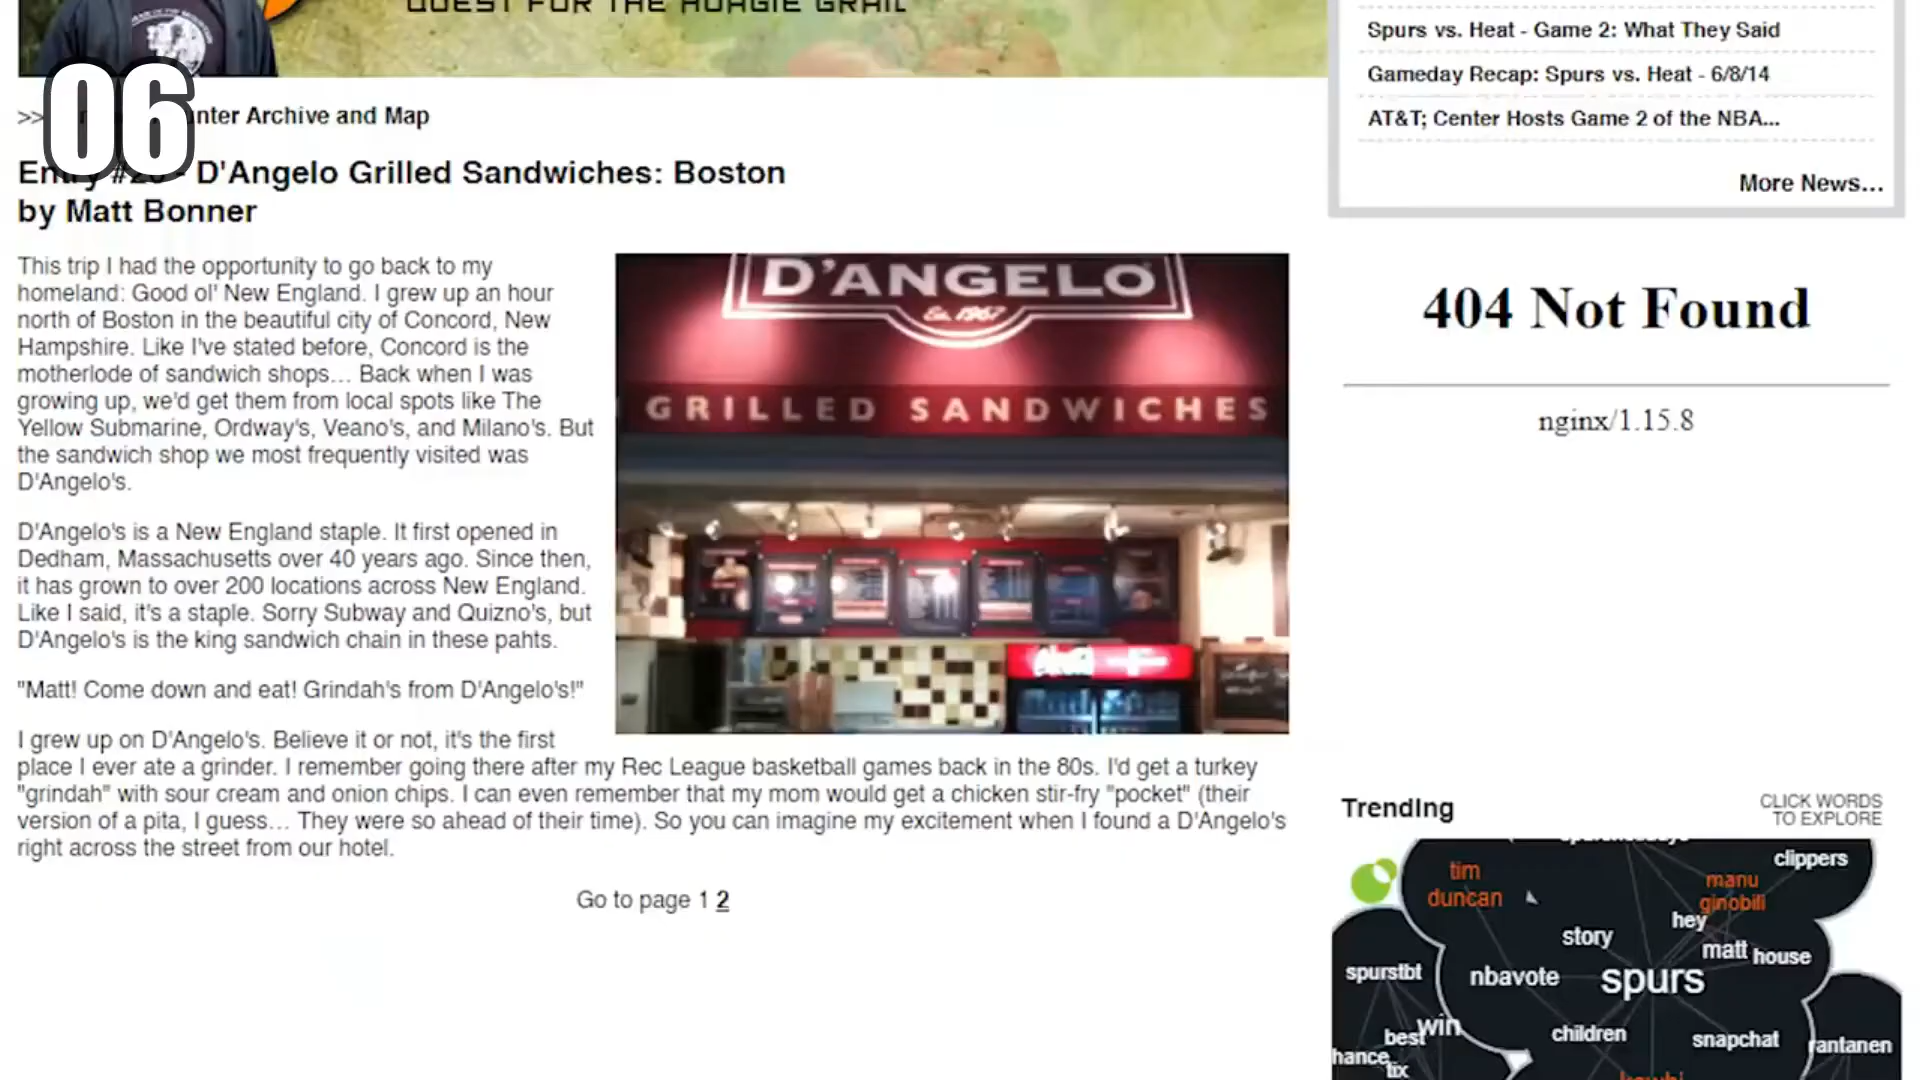 QUEST FOR THE HOAGIE GRAIL
Spurs vs. Heat - Game 2: What They Said
Gameday Recap: Spurs vs. Heat - 6/8/14
AT&T; Center Hosts Game 2 of the NBA...
More News...
06
>> nter Archive and Map
Entry #2 - D'Angelo Grilled Sandwiches: Boston
by Matt Bonner
This trip I had the opportunity to go back to my
homeland: Good ol' New England. I grew up an hour
north of Boston in the beautiful city of Concord, New
Hampshire. Like I've stated before, Concord is the
motherlode of sandwich shops... Back when I was
growing up, we'd get them from local spots like The
Yellow Submarine, Ordway's, Veano's, and Milano's. But
the sandwich shop we most frequently visited was
D'Angelo's.
D'Angelo's is a New England staple. It first opened in
Dedham, Massachusetts over 40 years ago. Since then,
it has grown to over 200 locations across New England.
Like I said, it's a staple. Sorry Subway and Quizno's, but
D'Angelo's is the king sandwich chain in these pahts.
"Matt! Come down and eat! Grindah's from D'Angelo's!"
I grew up on D'Angelo's. Believe it or not, it's the first
place I ever ate a grinder. I remember going there after my Rec League basketball games back in the 80s. I'd get a turkey
"grindah" with sour cream and onion chips. I can even remember that my mom would get a chicken stir-fry "pocket" (their
version of a pita, I guess... They were so ahead of their time). So you can imagine my excitement when I found a D'Angelo's
right across the street from our hotel.
Go to page 1 2
D'ANGELO
Est. 1967
GRILLED SANDWICHES
404 Not Found
nginx/1.15.8
Trending
CLICK WORDS
TO EXPLORE
clippers
tim
duncan
manu
ginobili
hey
story
matt
house
spurstbt
nbavote
spurs
win
best
children
snapchat
rantanen
hance
tix